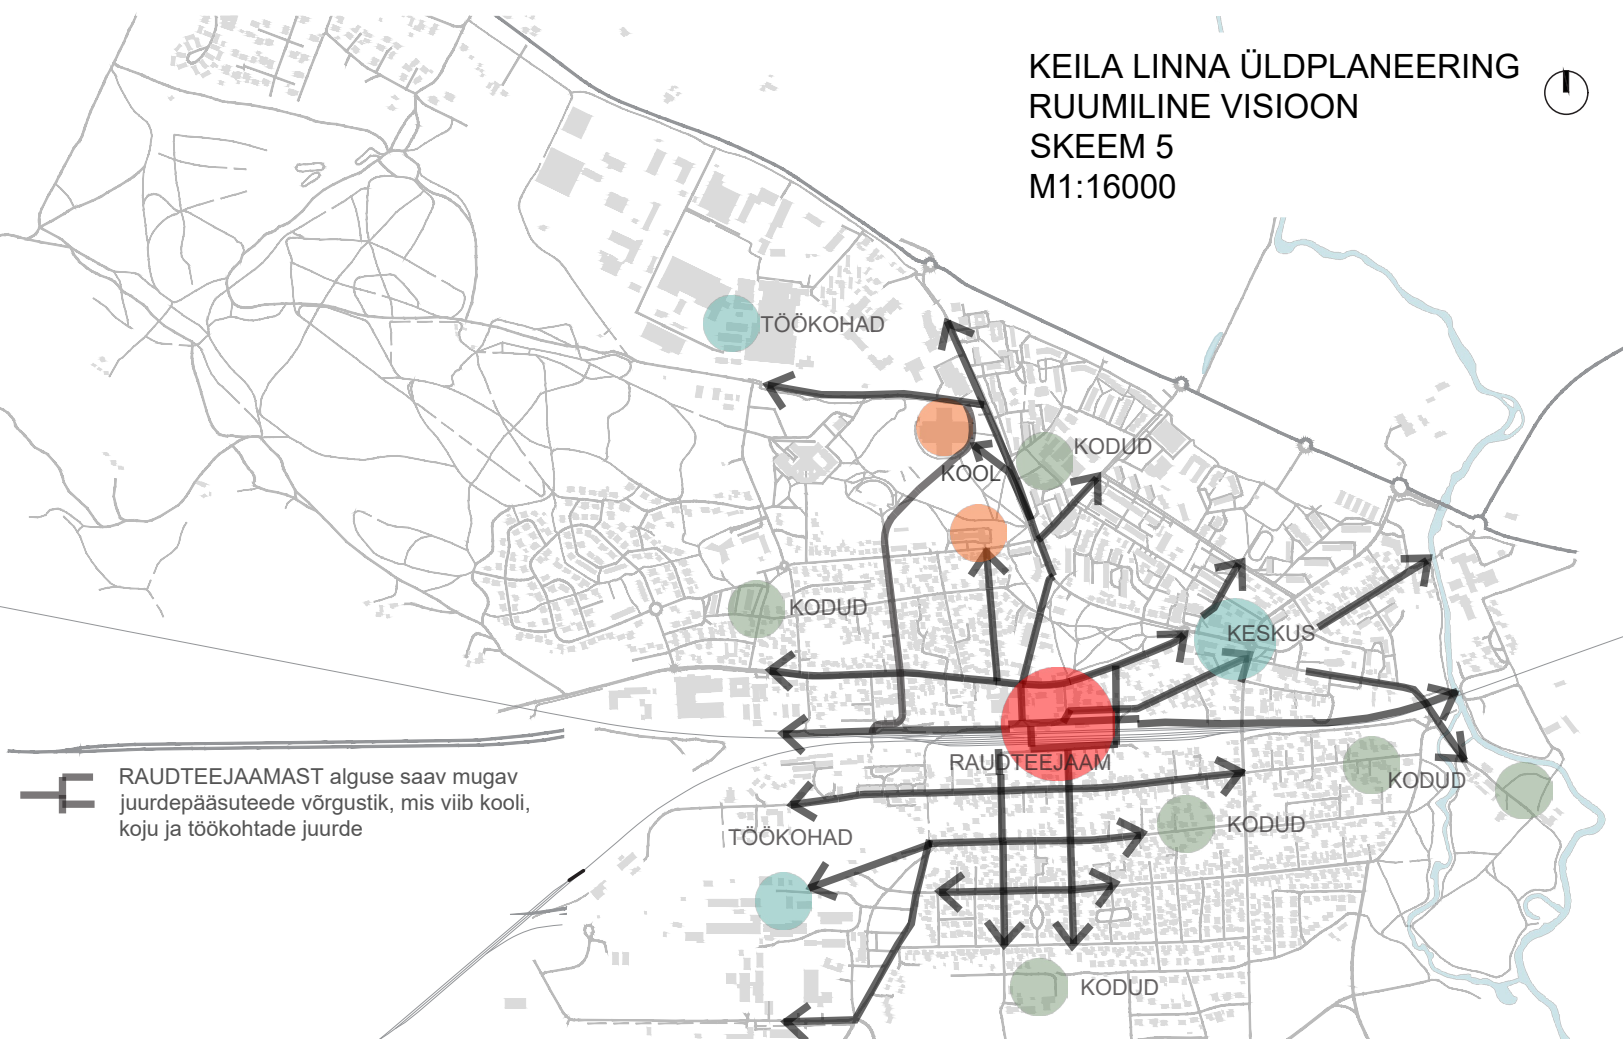 KEILA LINNA ÜLDPLANEERING
RUUMILINE VISIOON
SKEEM 5
M1:16000
TÖÖKOHAD
KODUD
KOOL
KODUD
KESKUS
RAUDTEEJAAM
KODUD
RAUDTEEJAAMAST alguse saav mugav
juurdepääsuteede võrgustik, mis viib kooli,
koju ja töökohtade juurde
TÖÖKOHAD
KODUD
KODUD